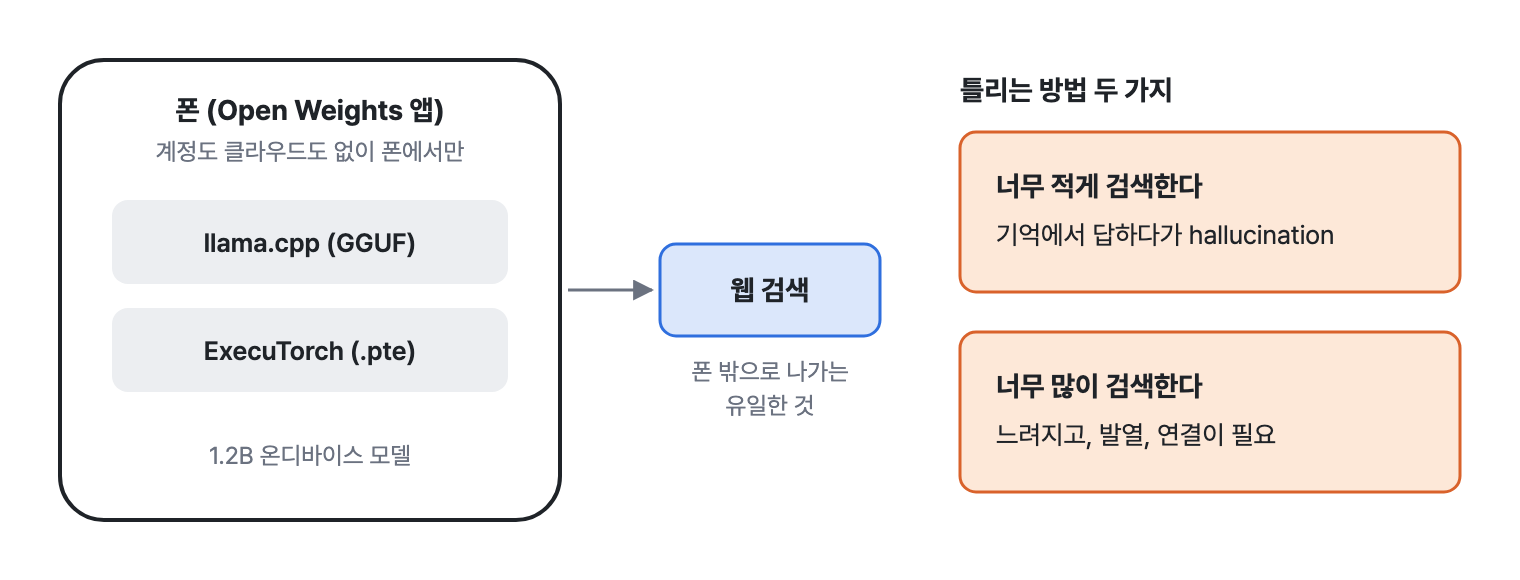 폰 (Open Weights 앱)
계정도 클라우드도 없이 폰에서만
llama.cpp (GGUF)
ExecuTorch (.pte)
1.2B 온디바이스 모델
웹 검색
폰 밖으로 나가는
유일한 것
틀리는 방법 두 가지
너무 적게 검색한다
기억에서 답하다가 hallucination
너무 많이 검색한다
느려지고, 발열, 연결이 필요